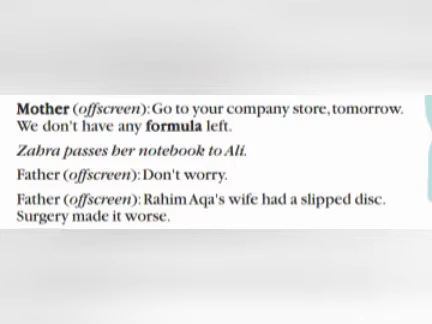 Mother (offscreen): Go to your company store, tomorrow.
We don't have any formula left.
Zahra passes her notebook to Ali.
Father (offscreen): Don't worry.
Father (offscreen): Rahim Aqa's wife had a slipped disc.
Surgery made it worse.